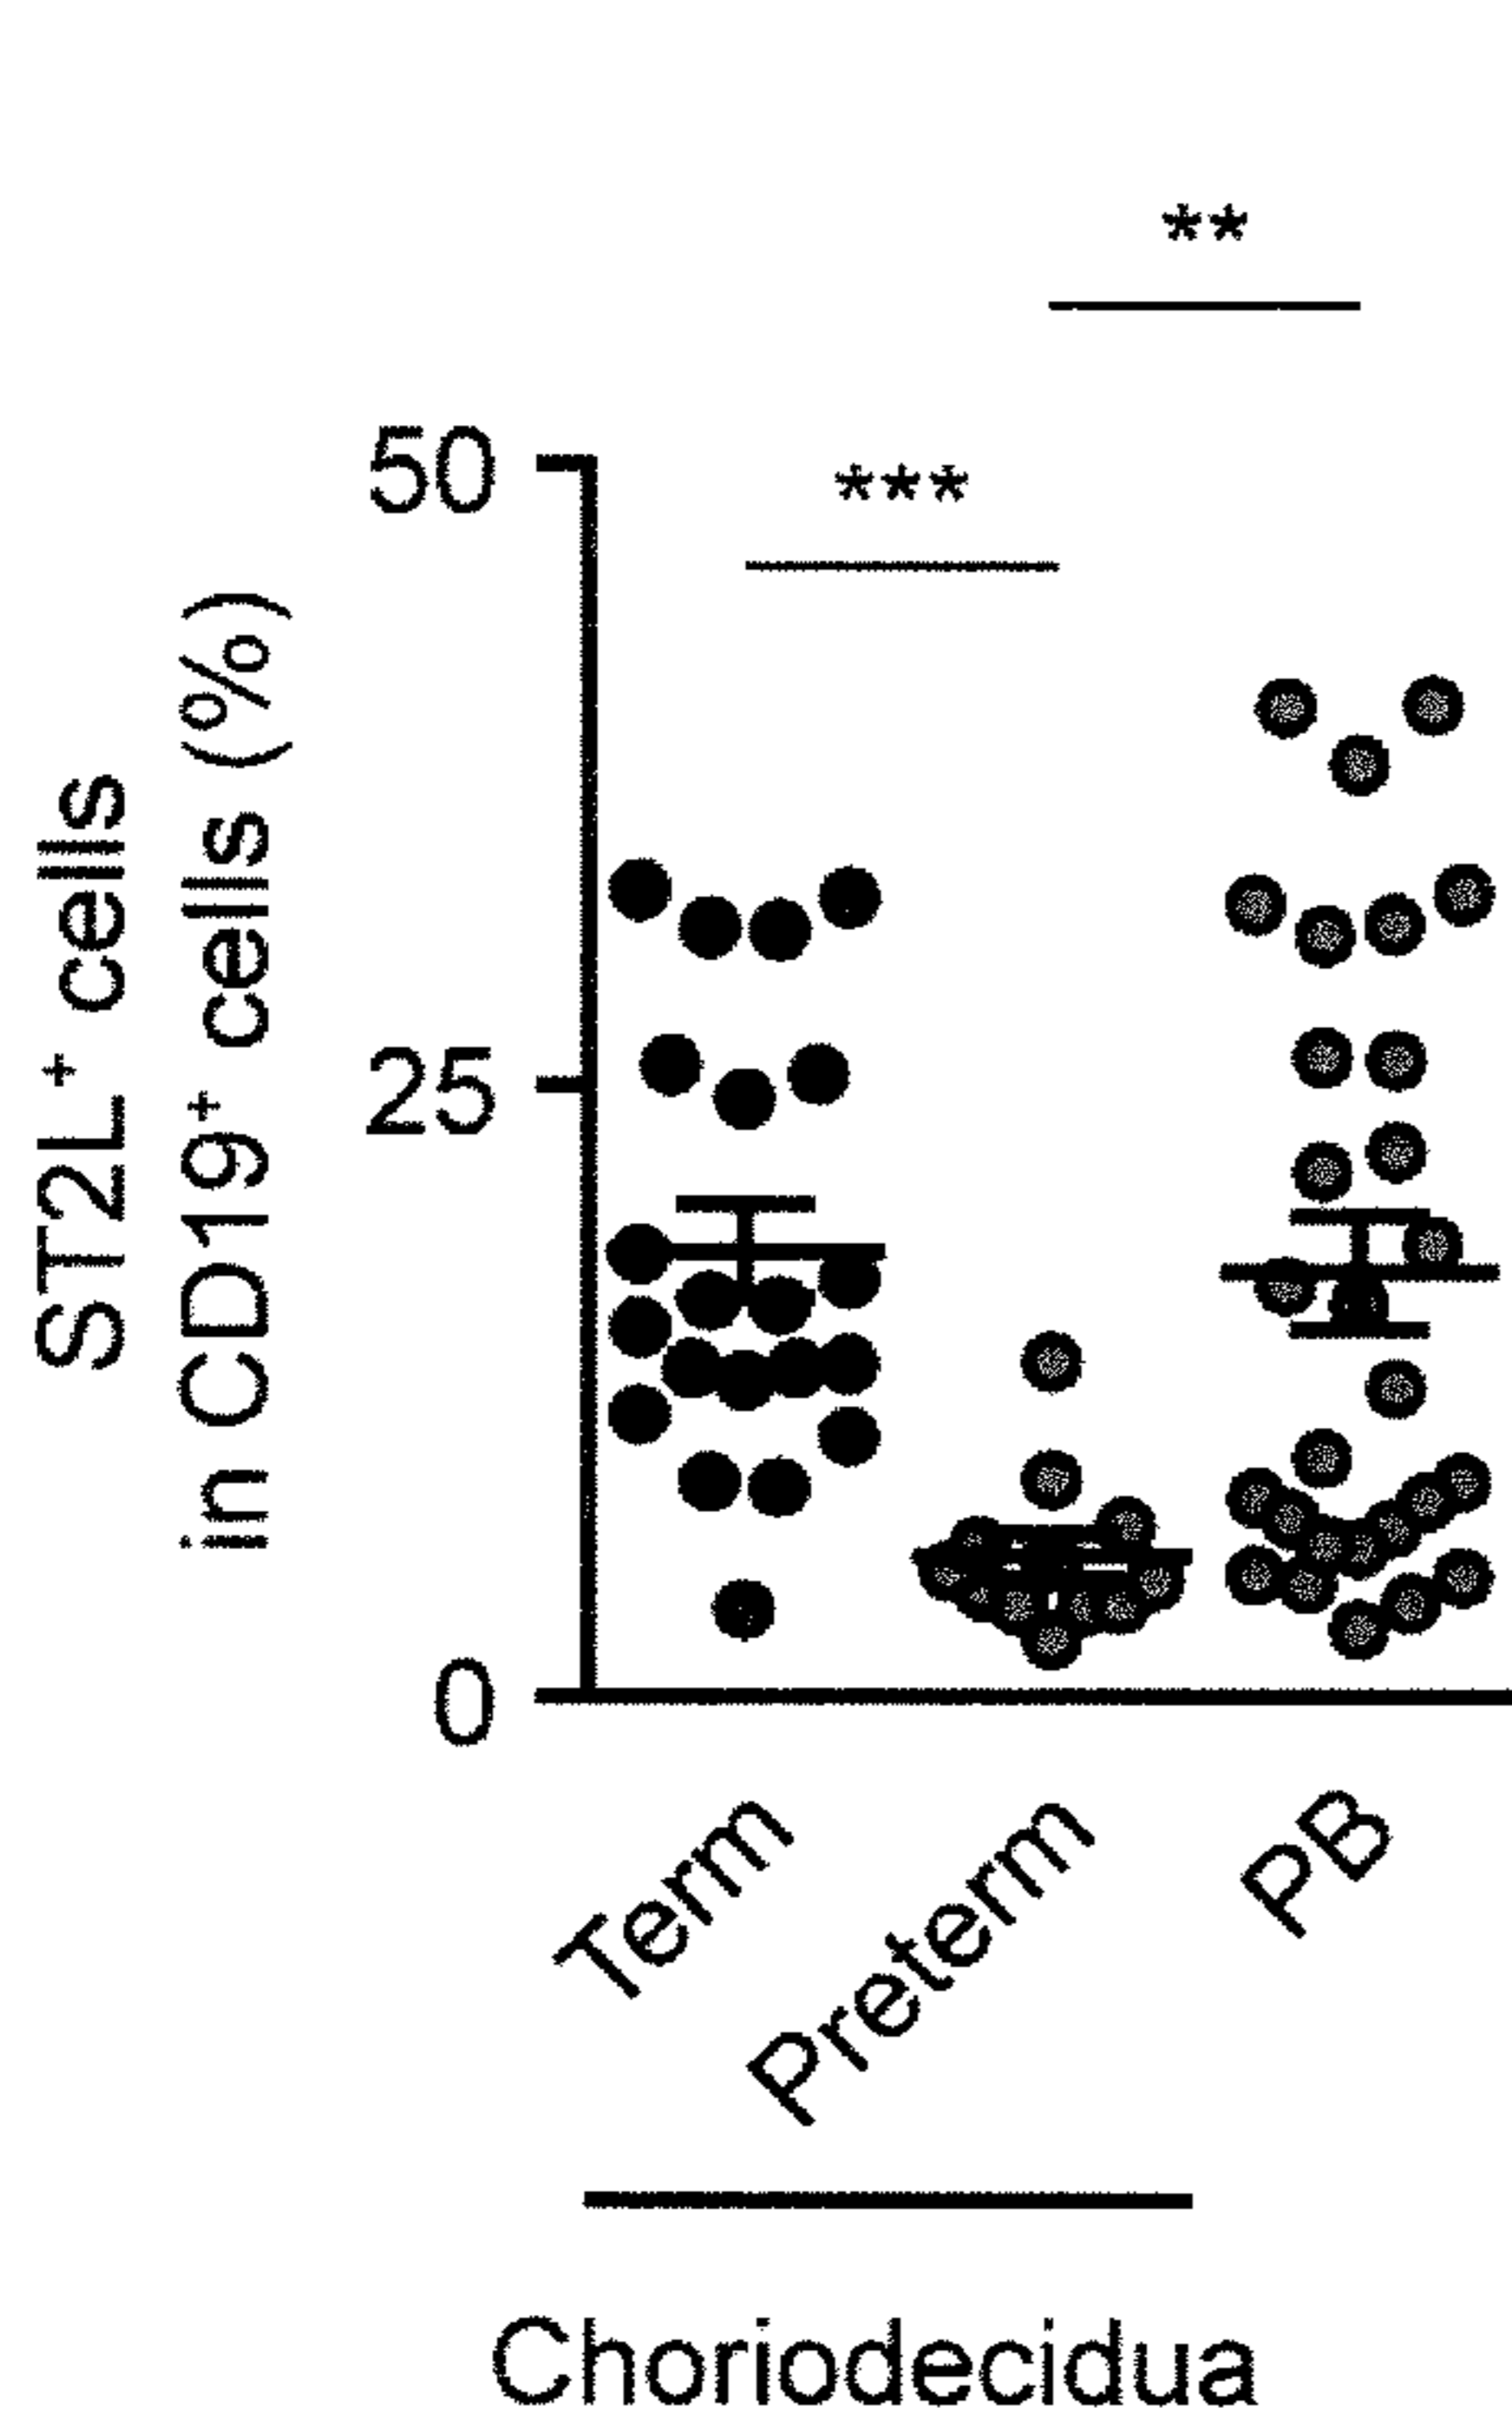 **
***
50
25
0
ST2L⁺ cells
in CD19⁺ cells (%)
Term
Preterm
PB
Choriodecidua